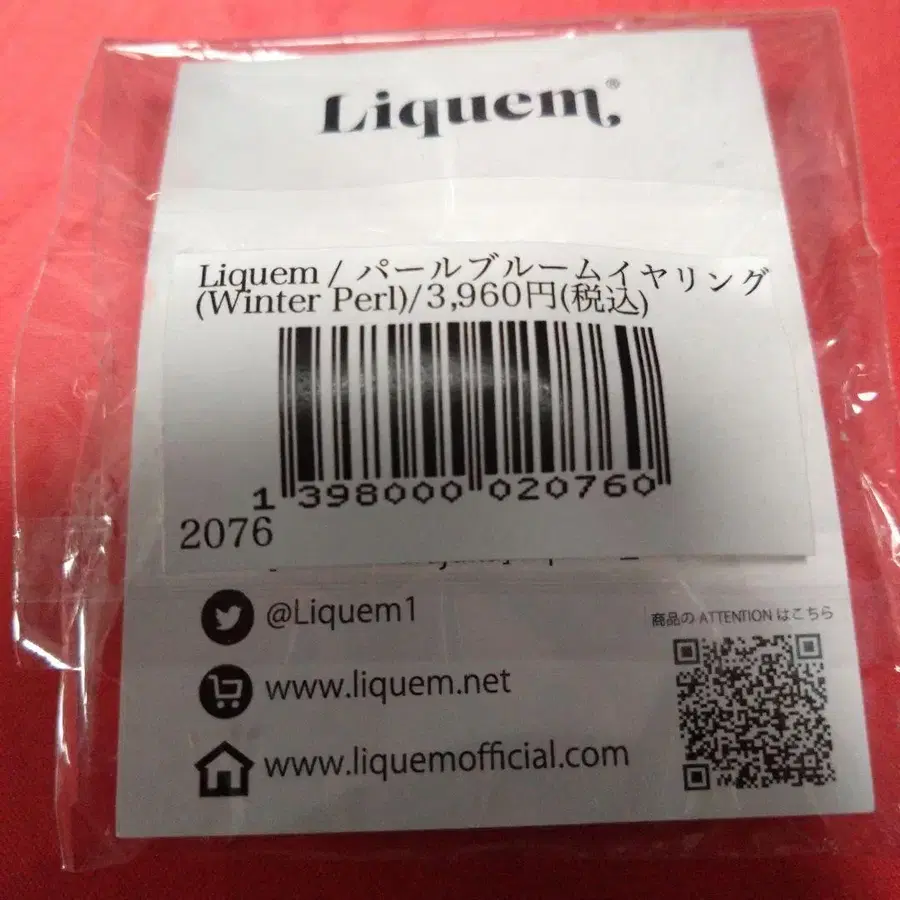 Liquem®
Liquem / パールブルームイヤリング
(Winter Perl)/3,960円(税込)
1 398000 020760
2076
@Liquem1
商品の ATTENTION はこちら
www.liquem.net
www.liquemofficial.com